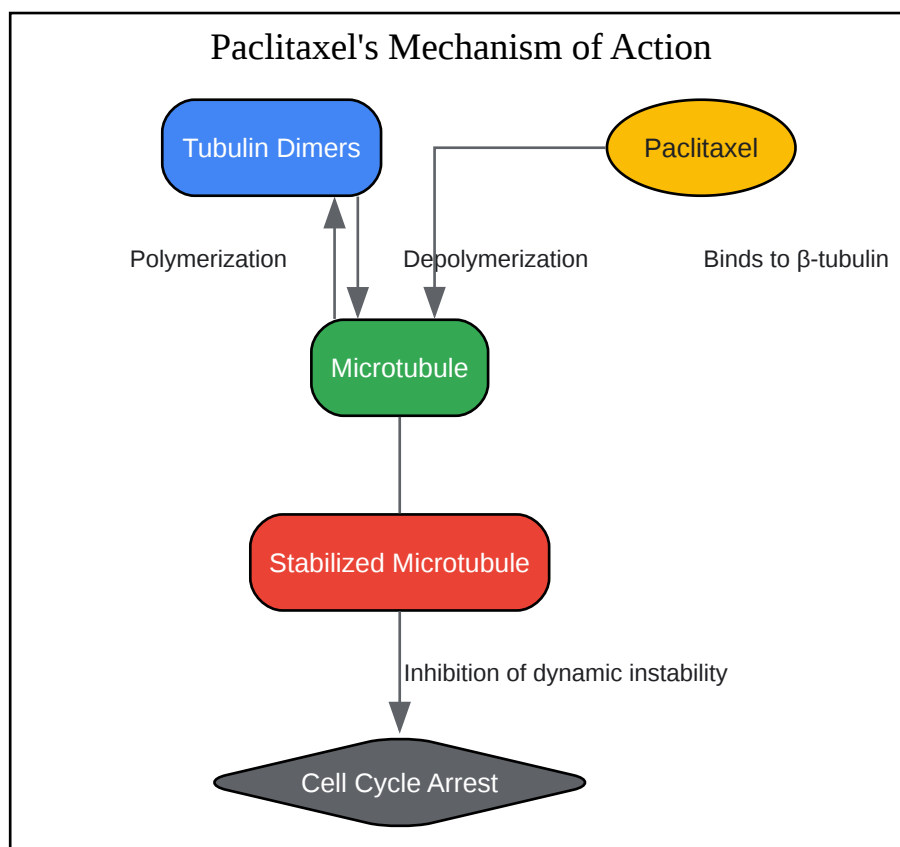 Paclitaxel's Mechanism of Action
Tubulin Dimers
Paclitaxel
Polymerization
Depolymerization
Binds to β-tubulin
Microtubule
Stabilized Microtubule
Inhibition of dynamic instability
Cell Cycle Arrest